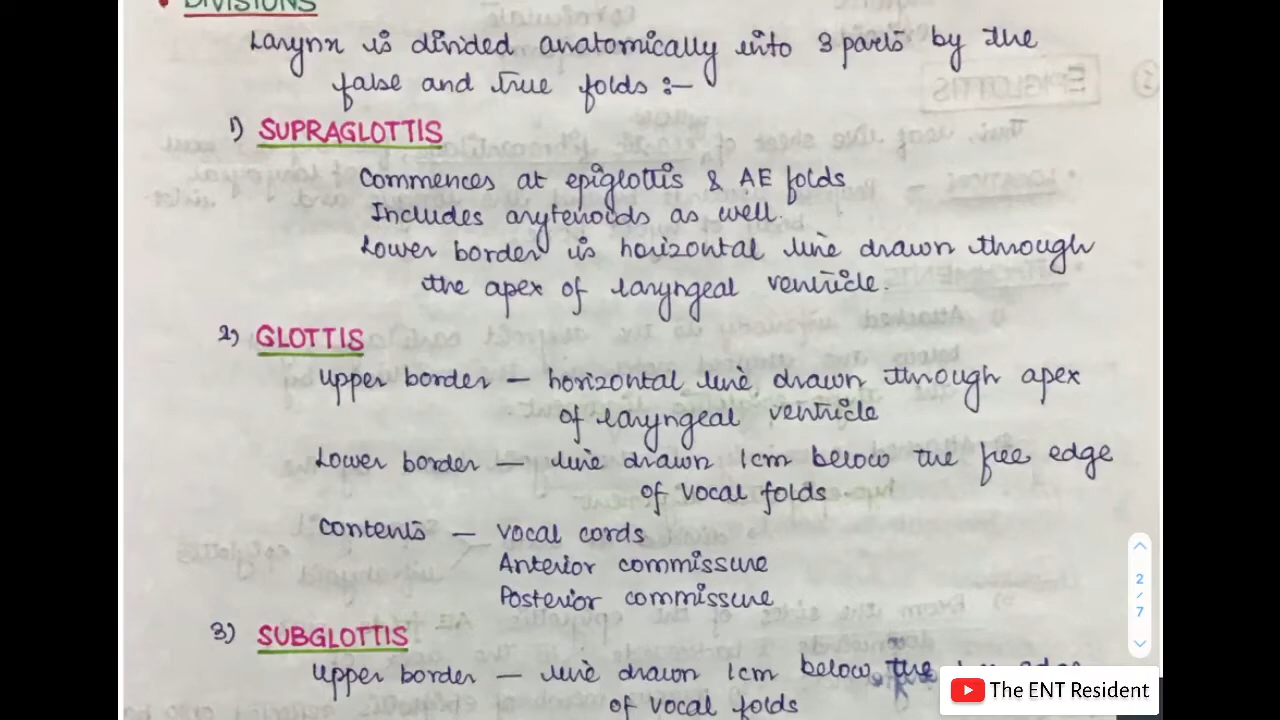 DIVISIONS
Larynx is divided anatomically into 3 parts by the
false and true folds :-
1) SUPRAGLOTTIS
Commences at epiglottis & AE folds
Includes arytenoids as well.
Lower border is horizontal line drawn through
the apex of laryngeal ventricle.
2) GLOTTIS
Upper border – horizontal line drawn through apex
of laryngeal ventricle
Lower border – line drawn 1cm below the free edge
of vocal folds
Contents – vocal cords
Anterior commissure
Posterior commissure
3) SUBGLOTTIS
Upper border – line drawn 1cm below the edge
of vocal folds
2
/
7
The ENT Resident